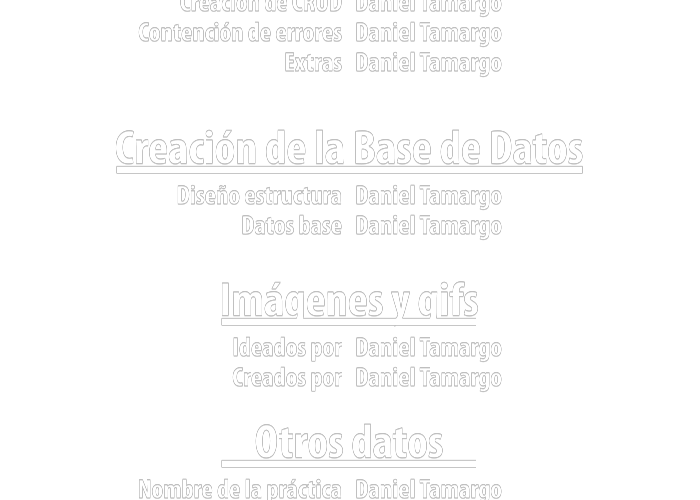 Creación de CRUD Daniel Tamargo
Contención de errores Daniel Tamargo
Extras Daniel Tamargo
Creación de la Base de Datos
Diseño estructura Daniel Tamargo
Datos base Daniel Tamargo
Imágenes y gifs
Ideados por Daniel Tamargo
Creados por Daniel Tamargo
Otros datos
Nombre de la práctica Daniel Tamargo